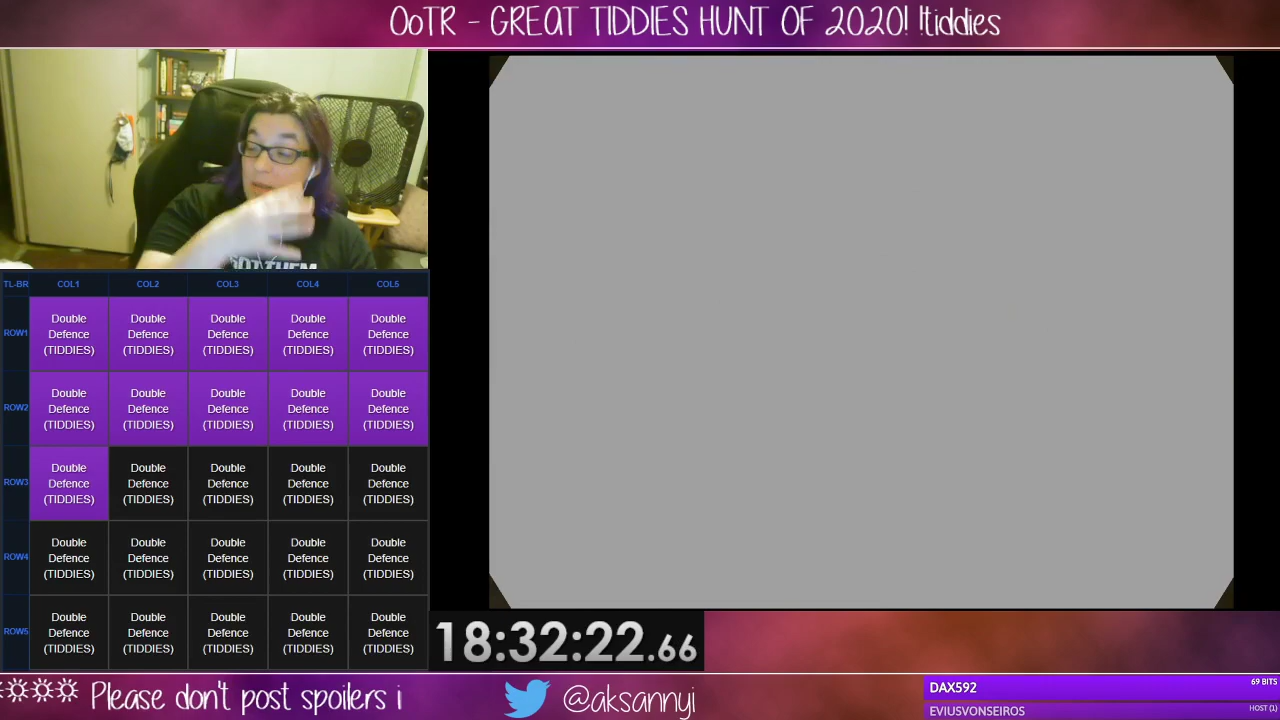 OoTR - GREAT TIDDIES HUNT OF 2020! !tiddies
GOT THEM
TL-BR COL1 COL2 COL3 COL4 COL5
ROW1
Double Double Double Double Double
Defence Defence Defence Defence Defence
(TIDDIES) (TIDDIES) (TIDDIES) (TIDDIES) (TIDDIES)
ROW2
Double Double Double Double Double
Defence Defence Defence Defence Defence
(TIDDIES) (TIDDIES) (TIDDIES) (TIDDIES) (TIDDIES)
ROW3
Double Double Double Double Double
Defence Defence Defence Defence Defence
(TIDDIES) (TIDDIES) (TIDDIES) (TIDDIES) (TIDDIES)
ROW4
Double Double Double Double Double
Defence Defence Defence Defence Defence
(TIDDIES) (TIDDIES) (TIDDIES) (TIDDIES) (TIDDIES)
ROW5
Double Double Double Double Double
Defence Defence Defence Defence Defence
(TIDDIES) (TIDDIES) (TIDDIES) (TIDDIES) (TIDDIES)
18:32:22.66
Please don't post spoilers i
@aksannyi
DAX592 69 BITS
EVIUSVONSEIROS HOST (1)